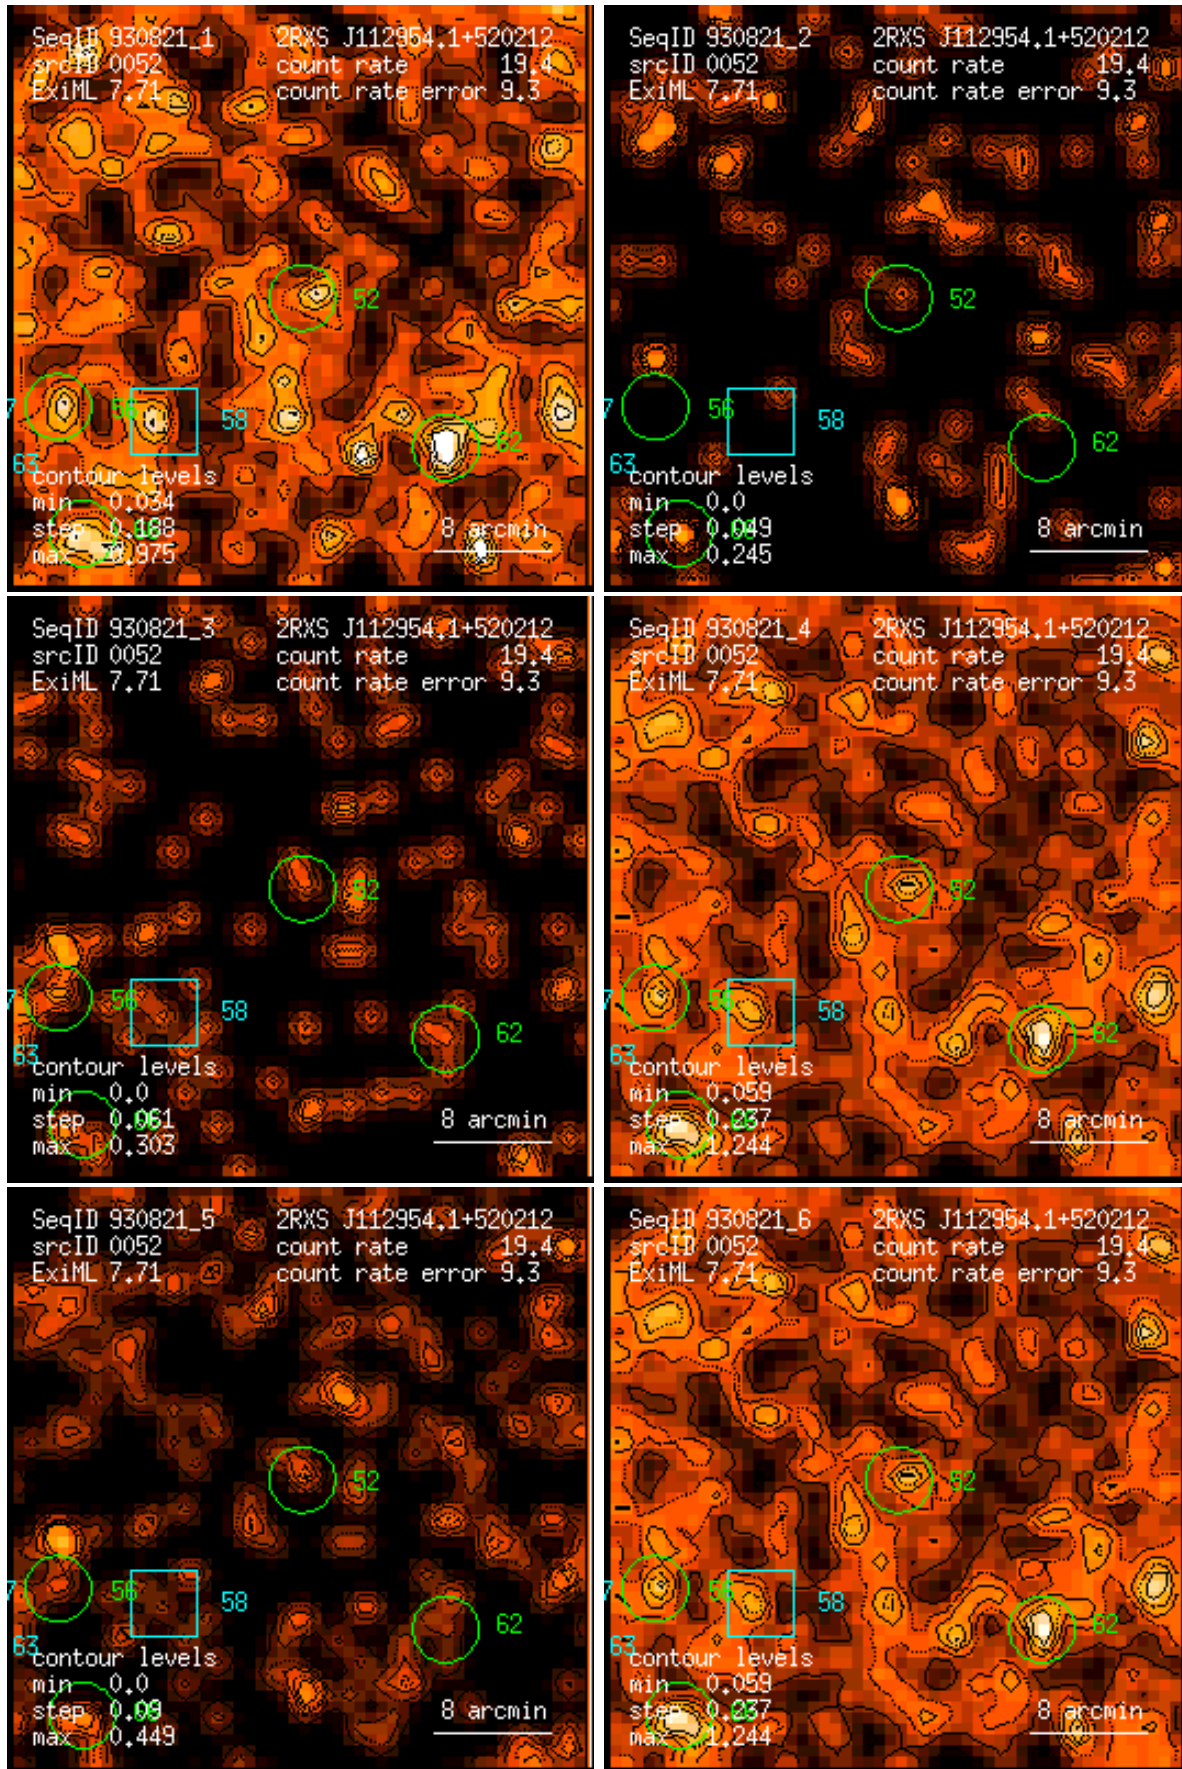 SeqID 930821_1 2RXS J112954.1+520212
srcID 0052 count rate 19.4
ExiML 7.71 count rate error 9.3
52
7 56 58
62
63
contour levels
min 0.034
step 0.188 8 arcmin
max 0.975
SeqID 930821_2 2RXS J112954.1+520212
srcID 0052 count rate 19.4
ExiML 7.71 count rate error 9.3
52
7 56 58
62
63
contour levels
min 0.0
step 0.049 8 arcmin
max 0.245
SeqID 930821_3 2RXS J112954.1+520212
srcID 0052 count rate 19.4
ExiML 7.71 count rate error 9.3
52
7 56 58
62
63
contour levels
min 0.0
step 0.061 8 arcmin
max 0.303
SeqID 930821_4 2RXS J112954.1+520212
srcID 0052 count rate 19.4
ExiML 7.71 count rate error 9.3
52
7 56 58
62
63
contour levels
min 0.059
step 0.237 8 arcmin
max 1.244
SeqID 930821_5 2RXS J112954.1+520212
srcID 0052 count rate 19.4
ExiML 7.71 count rate error 9.3
52
7 56 58
62
63
contour levels
min 0.0
step 0.09 8 arcmin
max 0.449
SeqID 930821_6 2RXS J112954.1+520212
srcID 0052 count rate 19.4
ExiML 7.71 count rate error 9.3
52
7 56 58
62
63
contour levels
min 0.059
step 0.237 8 arcmin
max 1.244